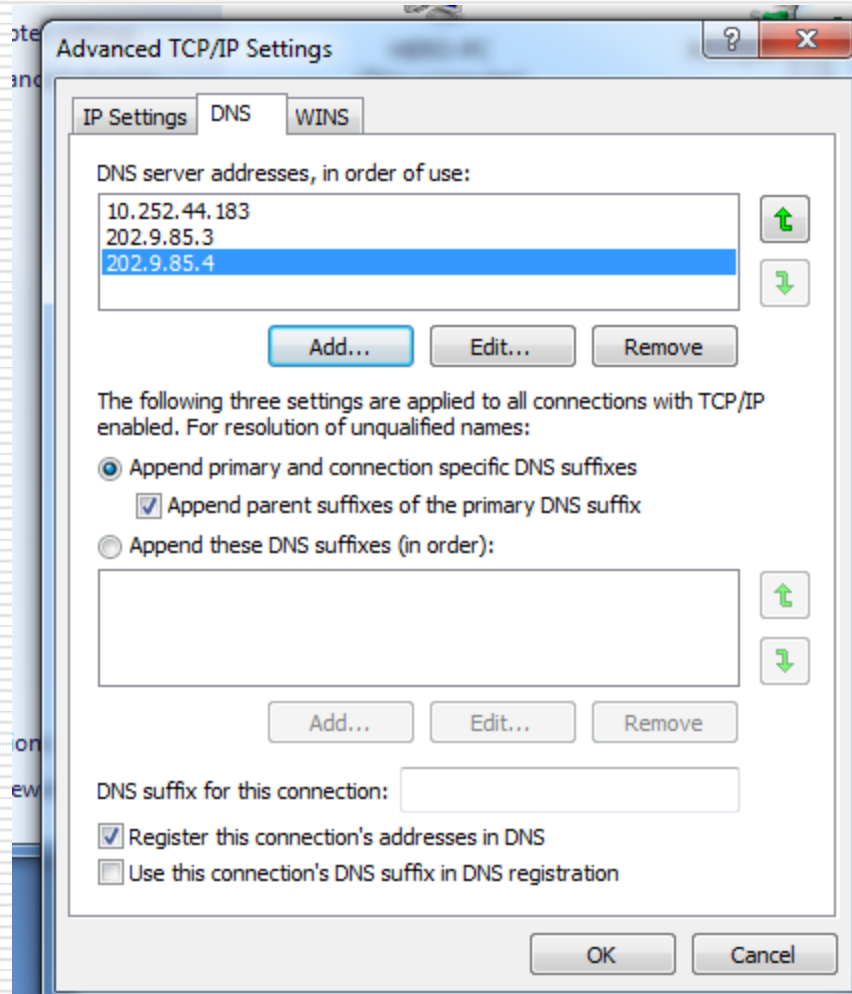 Advanced TCP/IP Settings
IP Settings
DNS
WINS
DNS server addresses, in order of use:
10.252.44.183
202.9.85.3
202.9.85.4
Add...
Edit...
Remove
The following three settings are applied to all connections with TCP/IP
enabled. For resolution of unqualified names:
Append primary and connection specific DNS suffixes
Append parent suffixes of the primary DNS suffix
Append these DNS suffixes (in order):
Add...
Edit...
Remove
DNS suffix for this connection:
Register this connection's addresses in DNS
Use this connection's DNS suffix in DNS registration
OK
Cancel